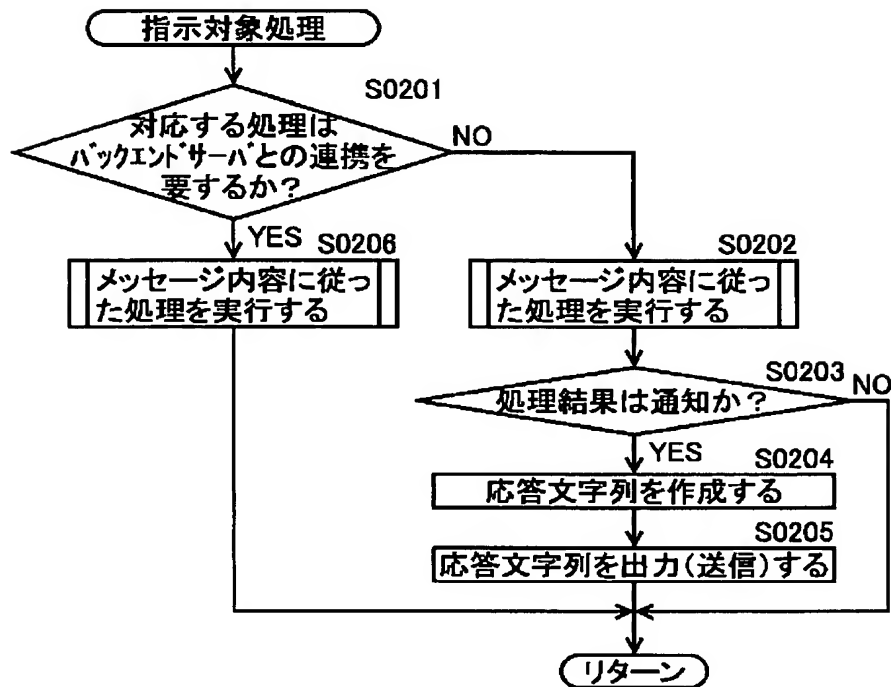 指示対象処理
S0201
対応する処理は
バックエンドサーバとの連携を
要するか?
NO
YES
S0206
メッセージ内容に従っ
た処理を実行する
S0202
メッセージ内容に従っ
た処理を実行する
S0203
処理結果は通知か?
NO
YES
S0204
応答文字列を作成する
S0205
応答文字列を出力(送信)する
リターン